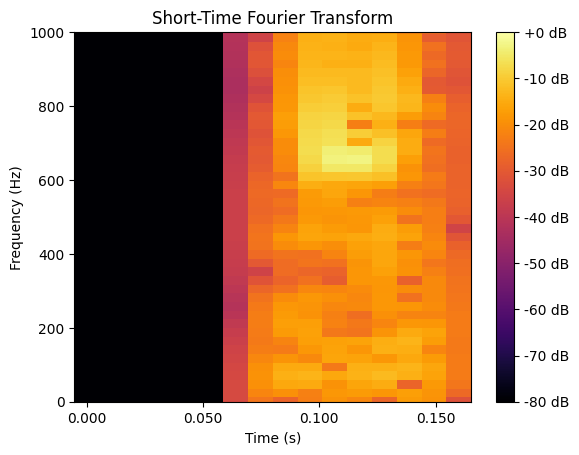 Short-Time Fourier Transform
1000
800
600
400
200
0
Frequency (Hz)
0.000
0.050
0.100
0.150
Time (s)
+0 dB
-10 dB
-20 dB
-30 dB
-40 dB
-50 dB
-60 dB
-70 dB
-80 dB